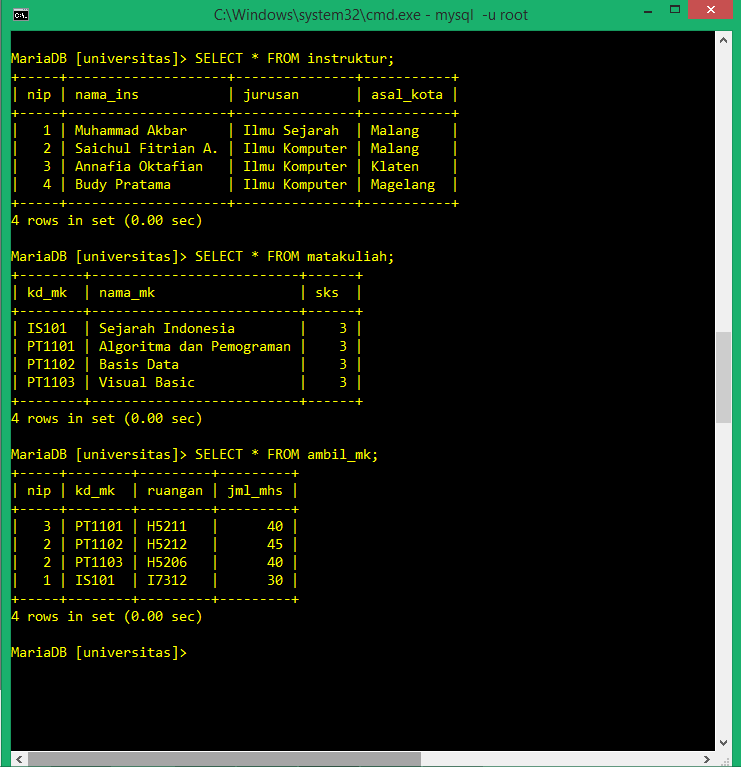 C:\Windows\system32\cmd.exe - mysql  -u root
MariaDB [universitas]> SELECT * FROM instruktur;
+-----+--------------------+---------------+-----------+
| nip | nama_ins           | jurusan       | asal_kota |
+-----+--------------------+---------------+-----------+
|   1 | Muhammad Akbar     | Ilmu Sejarah  | Malang    |
|   2 | Saichul Fitrian A. | Ilmu Komputer | Malang    |
|   3 | Annafia Oktafian   | Ilmu Komputer | Klaten    |
|   4 | Budy Pratama       | Ilmu Komputer | Magelang  |
+-----+--------------------+---------------+-----------+
4 rows in set (0.00 sec)
MariaDB [universitas]> SELECT * FROM matakuliah;
+--------+--------------------------+------+
| kd_mk  | nama_mk                  | sks  |
+--------+--------------------------+------+
| IS101  | Sejarah Indonesia        |    3 |
| PT1101 | Algoritma dan Pemograman |    3 |
| PT1102 | Basis Data               |    3 |
| PT1103 | Visual Basic             |    3 |
+--------+--------------------------+------+
4 rows in set (0.00 sec)
MariaDB [universitas]> SELECT * FROM ambil_mk;
+-----+--------+---------+---------+
| nip | kd_mk  | ruangan | jml_mhs |
+-----+--------+---------+---------+
|   3 | PT1101 | H5211   |      40 |
|   2 | PT1102 | H5212   |      45 |
|   2 | PT1103 | H5206   |      40 |
|   1 | IS101  | I7312   |      30 |
+-----+--------+---------+---------+
4 rows in set (0.00 sec)
MariaDB [universitas]>